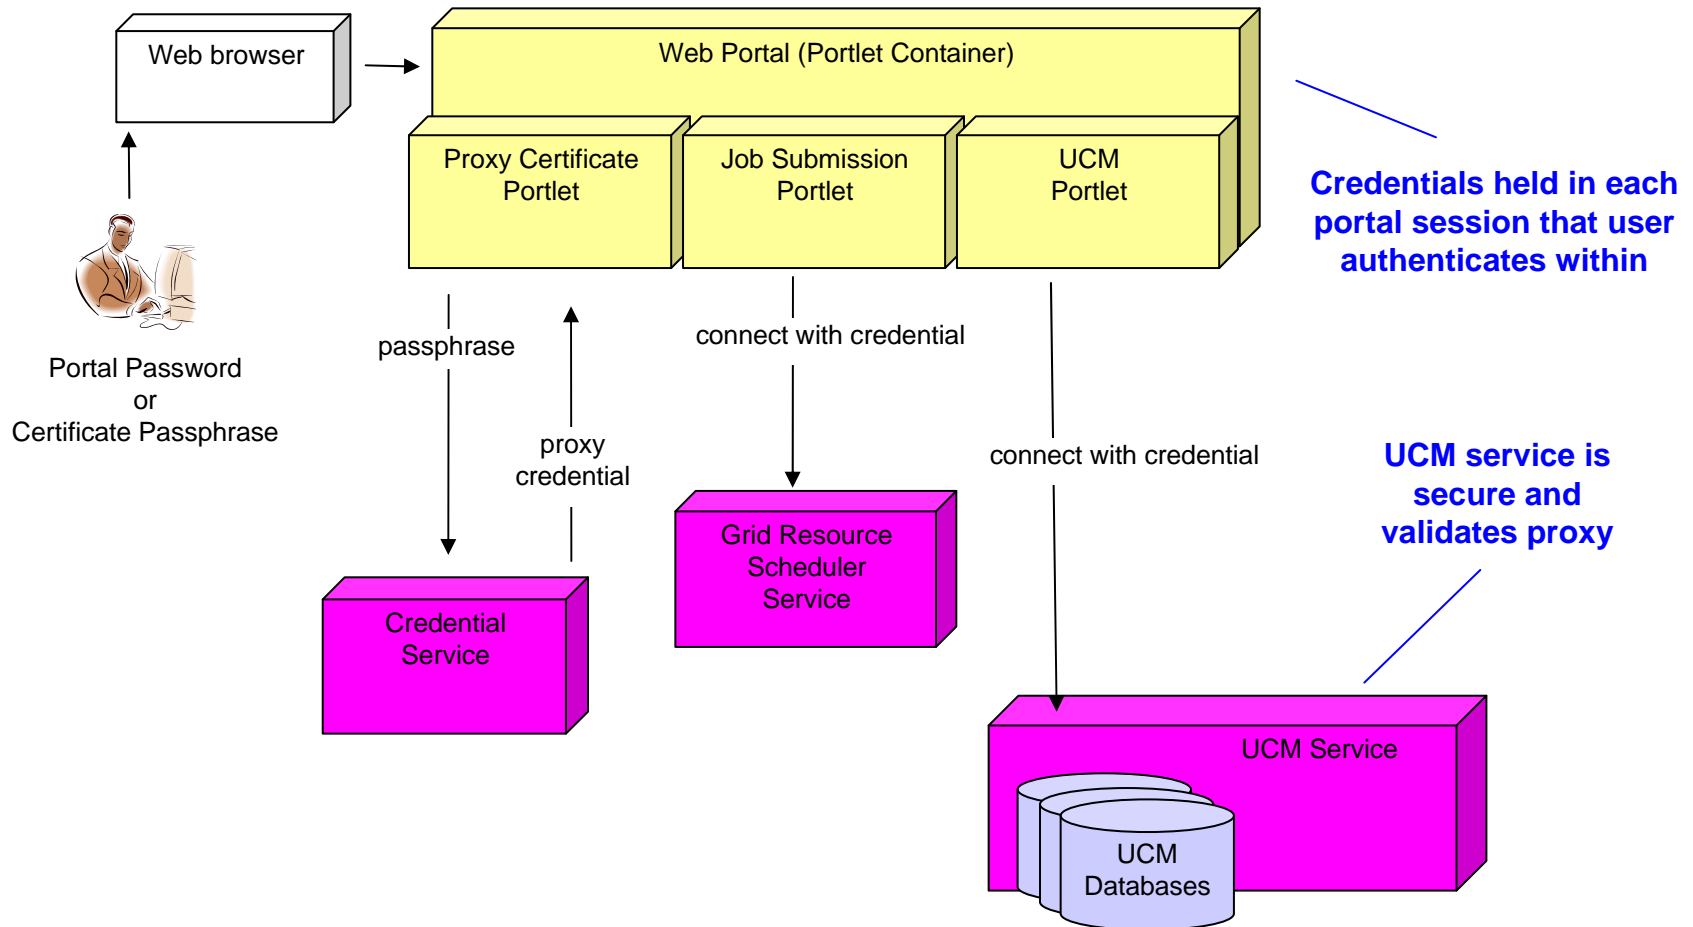 Web browser
Web Portal (Portlet Container)
Proxy Certificate
Portlet
Job Submission
Portlet
UCM
Portlet
Credentials held in each
portal session that user
authenticates within
Portal Password
or
Certificate Passphrase
passphrase
proxy
credential
connect with credential
connect with credential
UCM service is
secure and
validates proxy
Grid Resource
Scheduler
Service
Credential
Service
UCM Service
UCM
Databases